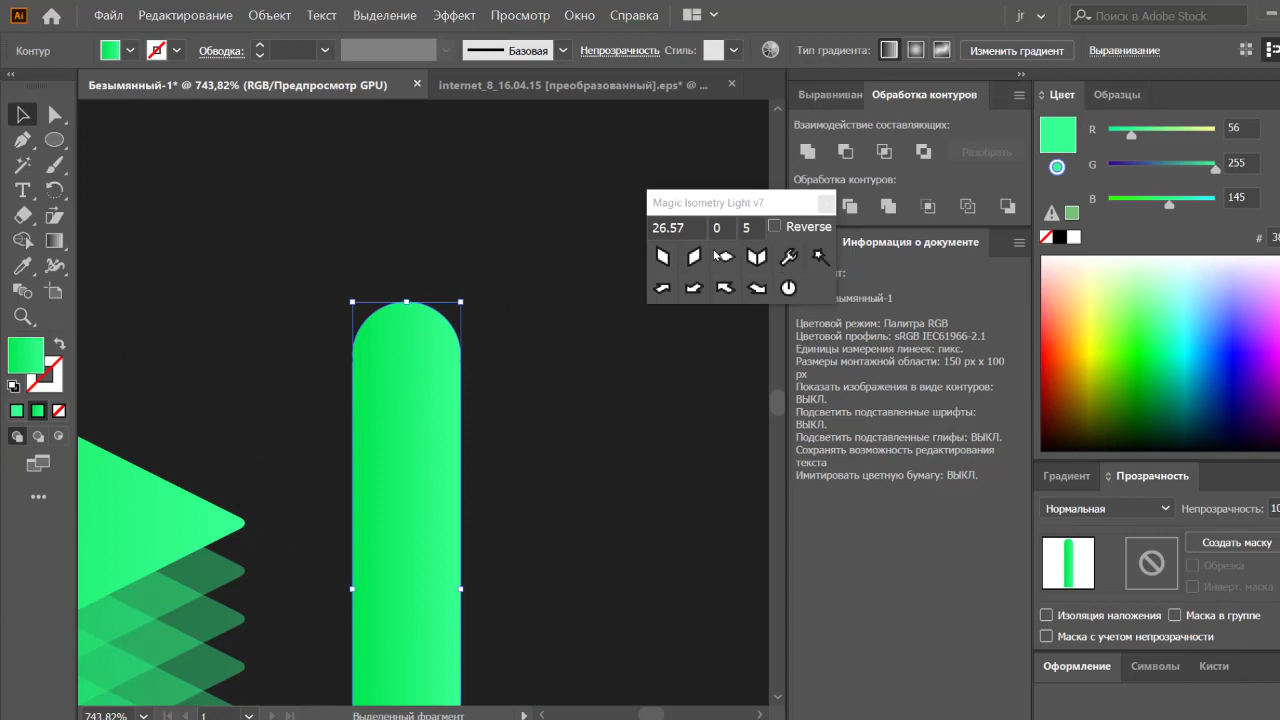 Ai
Файл
Редактирование
Объект
Текст
Выделение
Эффект
Просмотр
Окно
Справка
jr
Поиск в Adobe Stock
Контур
Обводка:
Базовая
Непрозрачность
Стиль:
Тип градиента:
Изменить градиент
Выравнивание
Безымянный-1* @ 743,82% (RGB/Предпросмотр GPU)
internet_8_16.04.15 [преобразованный].eps* @ ...
Magic Isometry Light v7
26.57
0
5
Reverse
Выравниван
Обработка контуров
Взаимодействие составляющих:
Разобрать
Обработка контуров:
Информация о документе
нт:
зымянный-1
Цветовой режим: Палитра RGB
Цветовой профиль: sRGB IEC61966-2.1
Единицы измерения линеек: пикс.
Размеры монтажной области: 150 px x 100
px
Показать изображения в виде контуров:
ВЫКЛ.
Подсветить подставленные шрифты:
ВЫКЛ.
Подсветить подставленные глифы: ВЫКЛ.
Сохранять возможность редактирования
текста
Имитировать цветную бумагу: ВЫКЛ.
Цвет
Образцы
R
56
G
255
B
145
#
38
Градиент
Прозрачность
Нормальная
Непрозрачность:
10
Создать маску
Обрезка
Инверт. маска
Изоляция наложения
Маска в группе
Маска с учетом непрозрачности
Оформление
Символы
Кисти
743,82%
1
Выделенный фрагмент